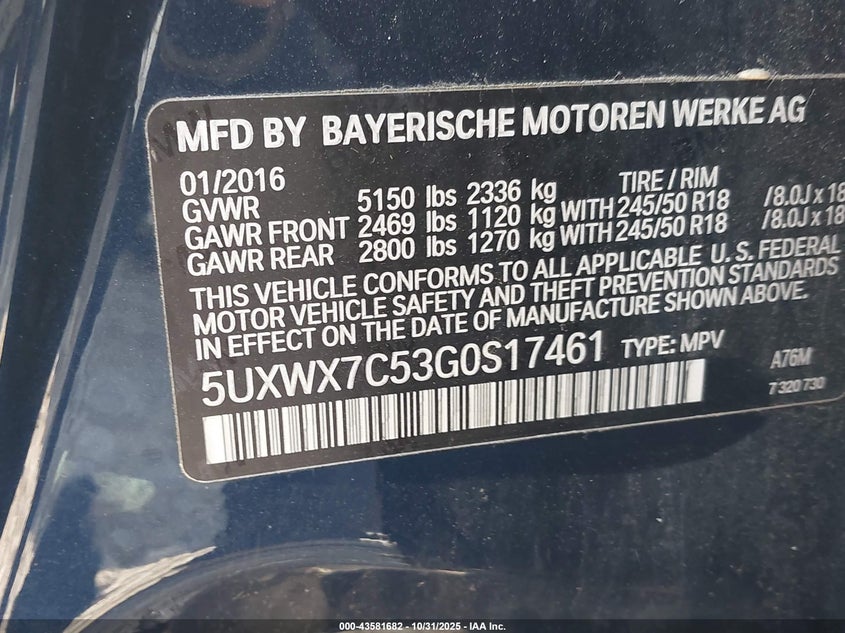 MFD BY BAYERISCHE MOTOREN WERKE AG
01/2016 TIRE / RIM
GVWR 5150 lbs 2336 kg
GAWR FRONT 2469 lbs 1120 kg WITH 245/50 R18 /8.0J x 18
GAWR REAR 2800 lbs 1270 kg WITH 245/50 R18 /8.0J x 18
THIS VEHICLE CONFORMS TO ALL APPLICABLE U. S. FEDERAL
MOTOR VEHICLE SAFETY AND THEFT PREVENTION STANDARDS
IN EFFECT ON THE DATE OF MANUFACTURE SHOWN ABOVE.
5UXWX7C53G0S17461 TYPE: MPV A76M
7 320 730
000-43581682 - 10/31/2025 - IAA Inc.